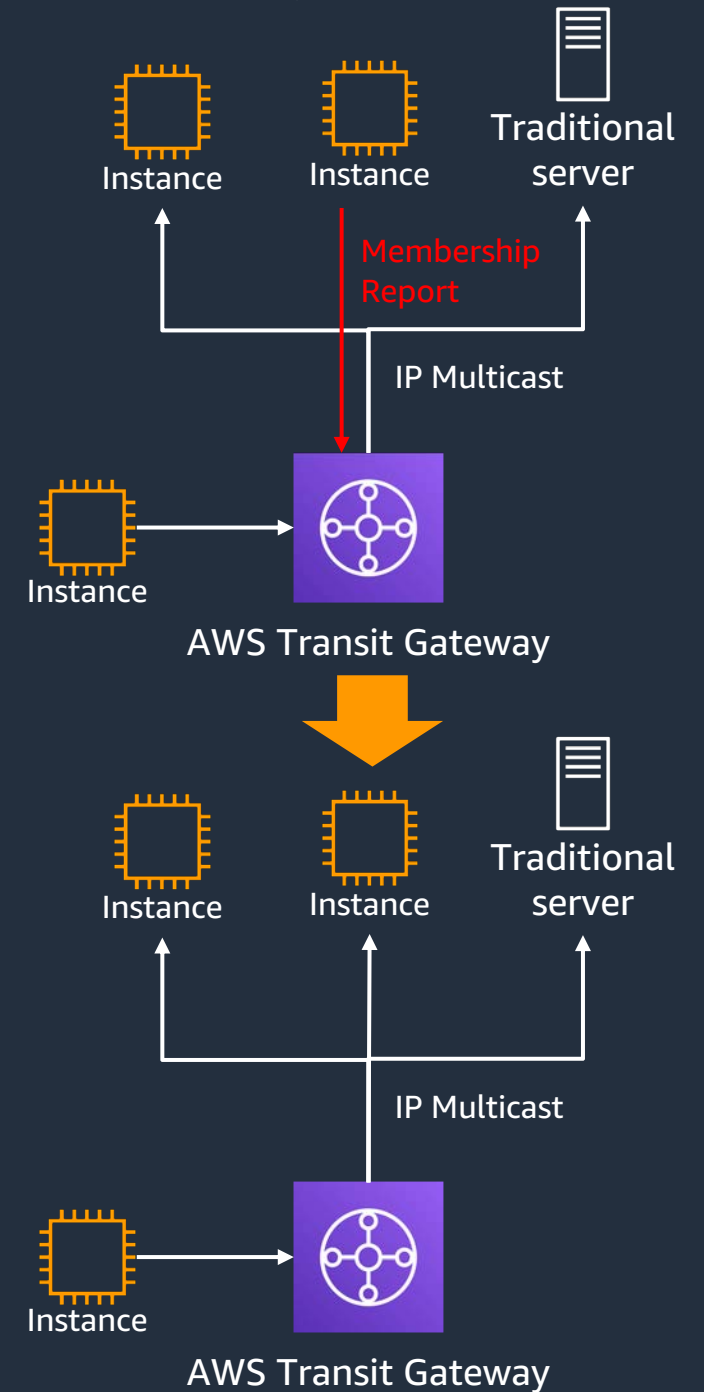 Instance
Instance
Traditional
server
Membership
Report
IP Multicast
Instance
AWS Transit Gateway
Instance
Instance
Traditional
server
IP Multicast
Instance
AWS Transit Gateway